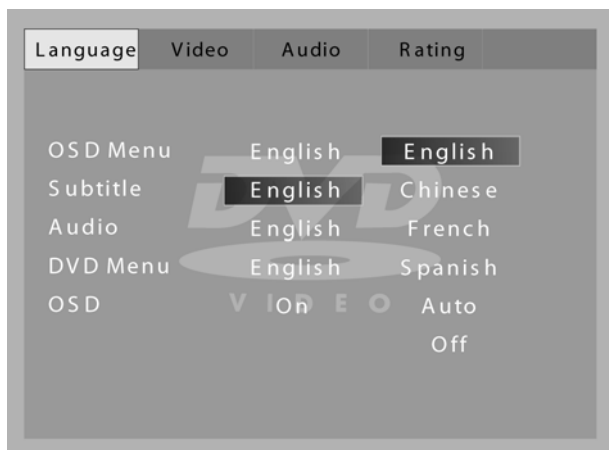 Language Video Audio Rating
OSD Menu English English
Subtitle English Chinese
Audio English French
DVD Menu English Spanish
OSD On Auto
Off
DVD
VIDEO